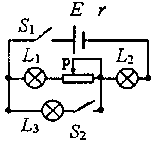 E r
S₁
L₁ P L₂
L₃ S₂